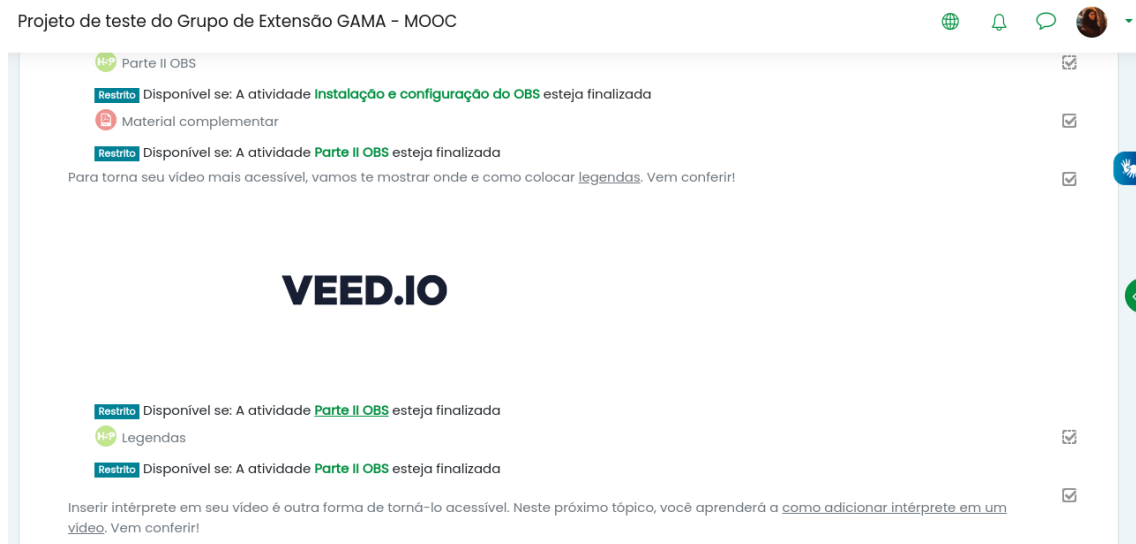 Projeto de teste do Grupo de Extensão GAMA - MOOC
H-P Parte II OBS
Restrito Disponível se: A atividade Instalação e configuração do OBS esteja finalizada
Material complementar
Restrito Disponível se: A atividade Parte II OBS esteja finalizada
Para torna seu vídeo mais acessível, vamos te mostrar onde e como colocar legendas. Vem conferir!
VEED.IO
Restrito Disponível se: A atividade Parte II OBS esteja finalizada
H-P Legendas
Restrito Disponível se: A atividade Parte II OBS esteja finalizada
Inserir intérprete em seu vídeo é outra forma de torná-lo acessível. Neste próximo tópico, você aprenderá a como adicionar intérprete em um
vídeo. Vem conferir!